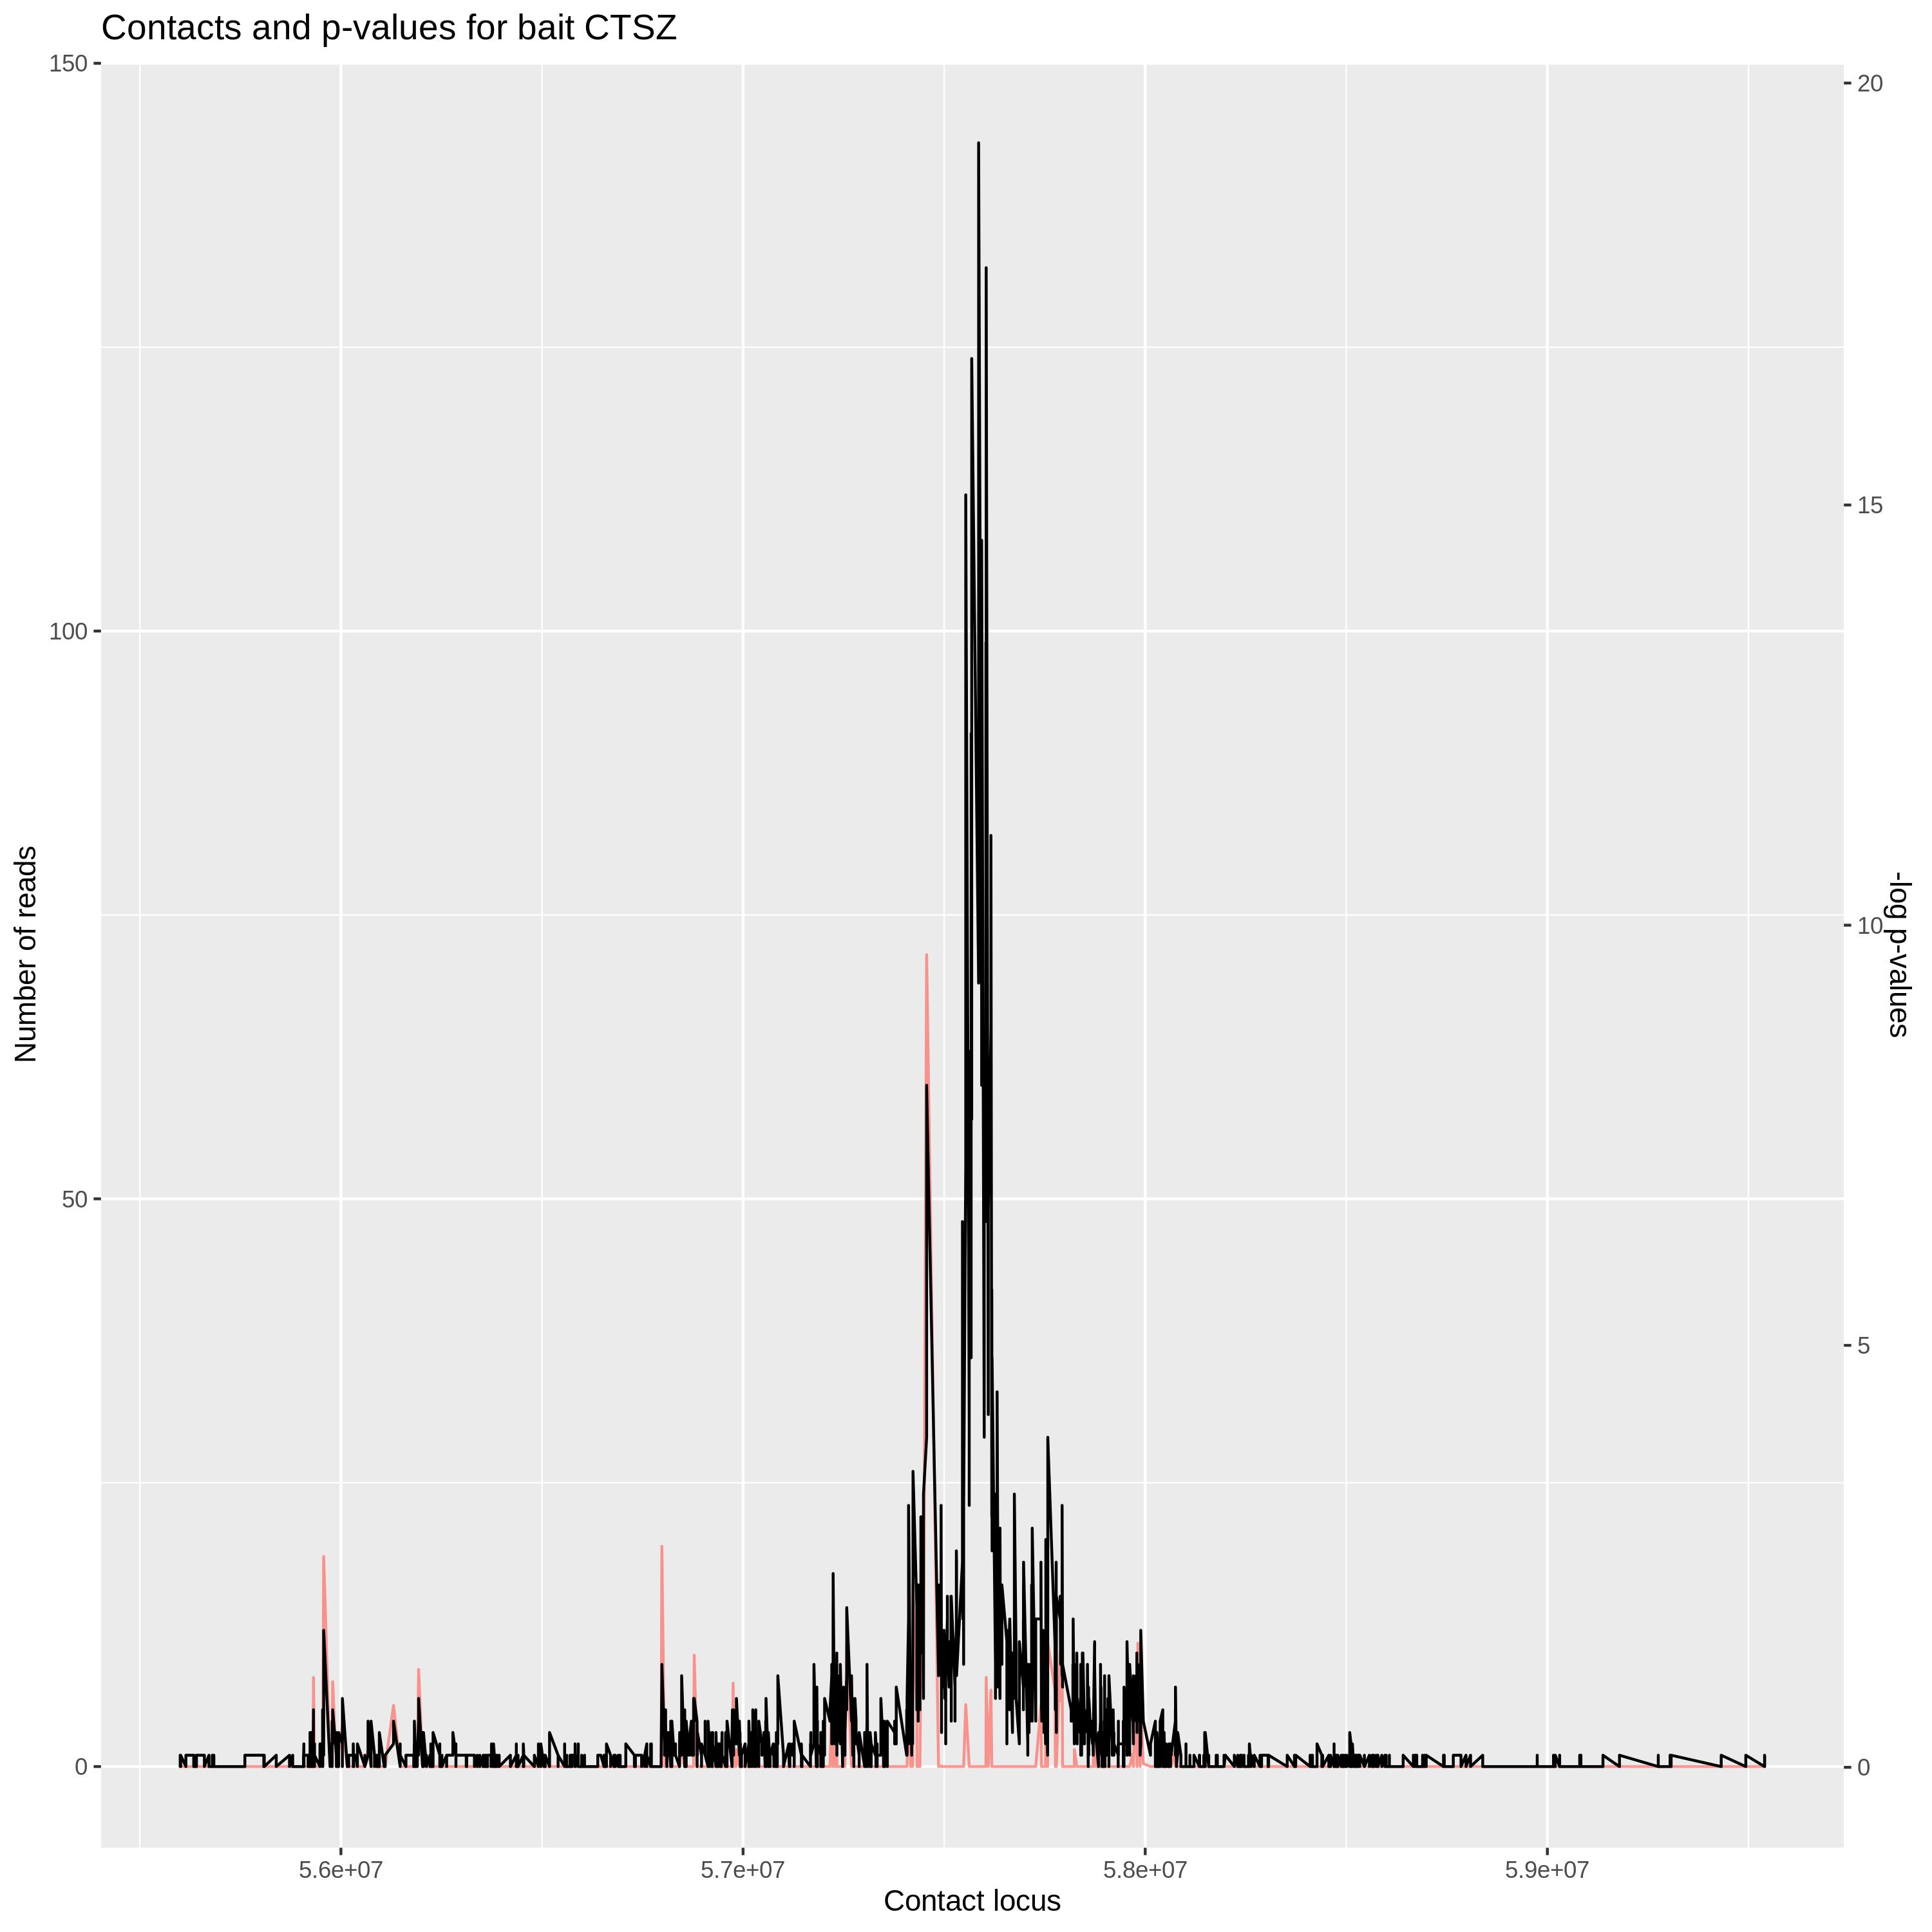 Contacts and p-values for bait CTSZ
150
100
50
0
Number of reads
20
15
10
5
0
-log p-values
5.6e+07
5.7e+07
5.8e+07
5.9e+07
Contact locus